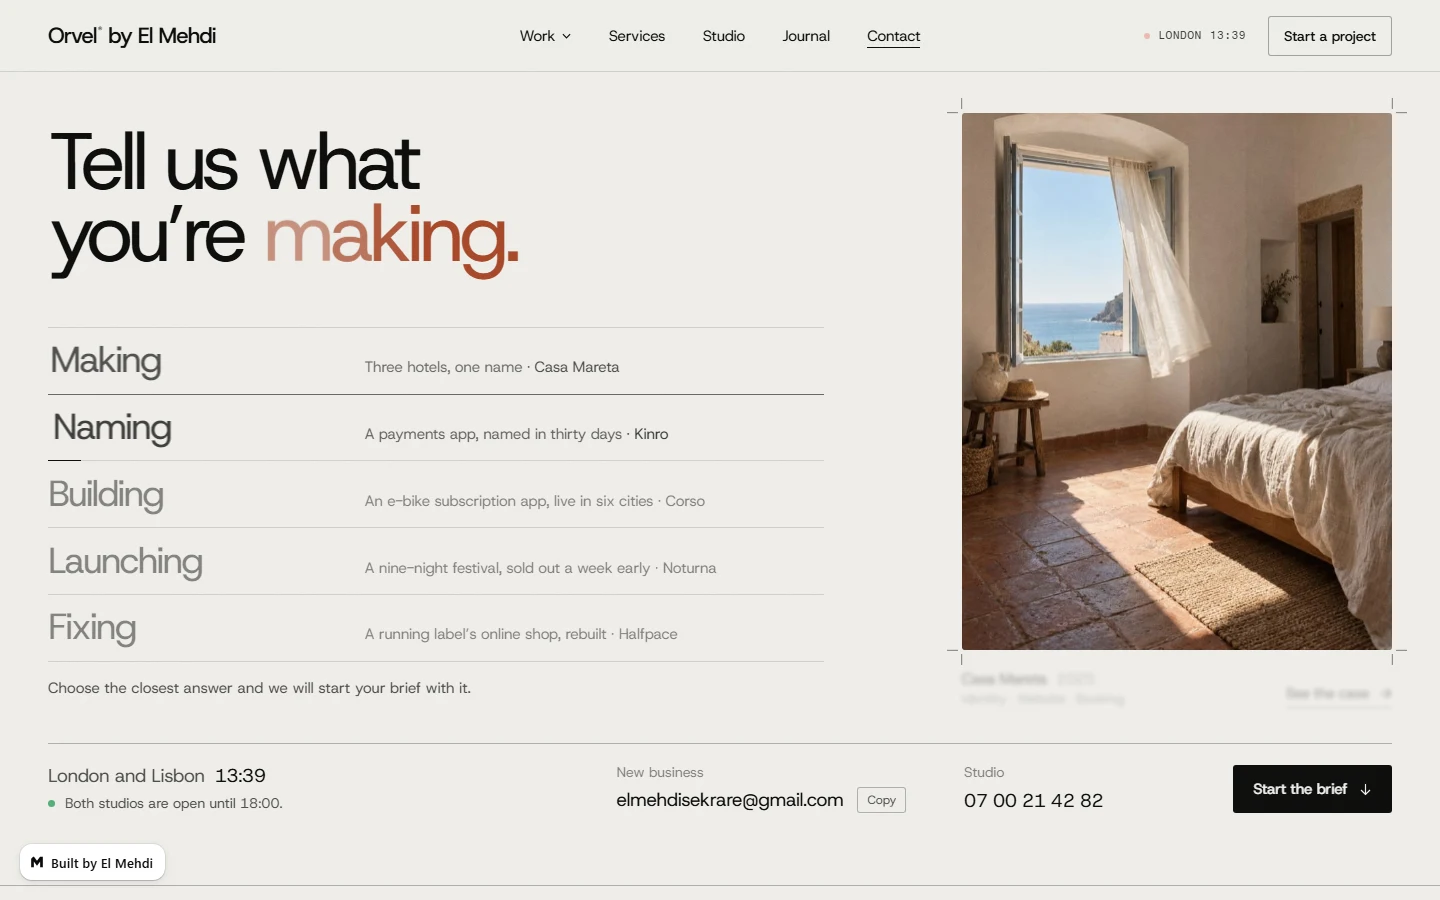 Orvel° by El Mehdi
Work
Services
Studio
Journal
Contact
LONDON 13:39
Start a project
Tell us what
you’re making.
Making
Three hotels, one name · Casa Mareta
Naming
A payments app, named in thirty days · Kinro
Building
An e-bike subscription app, live in six cities · Corso
Launching
A nine-night festival, sold out a week early · Noturna
Fixing
A running label’s online shop, rebuilt · Halfpace
Choose the closest answer and we will start your brief with it.
Casa Mareta
See the case →
London and Lisbon 13:39
Both studios are open until 18:00.
New business
elmehdisekrare@gmail.com
Copy
Studio
07 00 21 42 82
Start the brief ↓
Built by El Mehdi